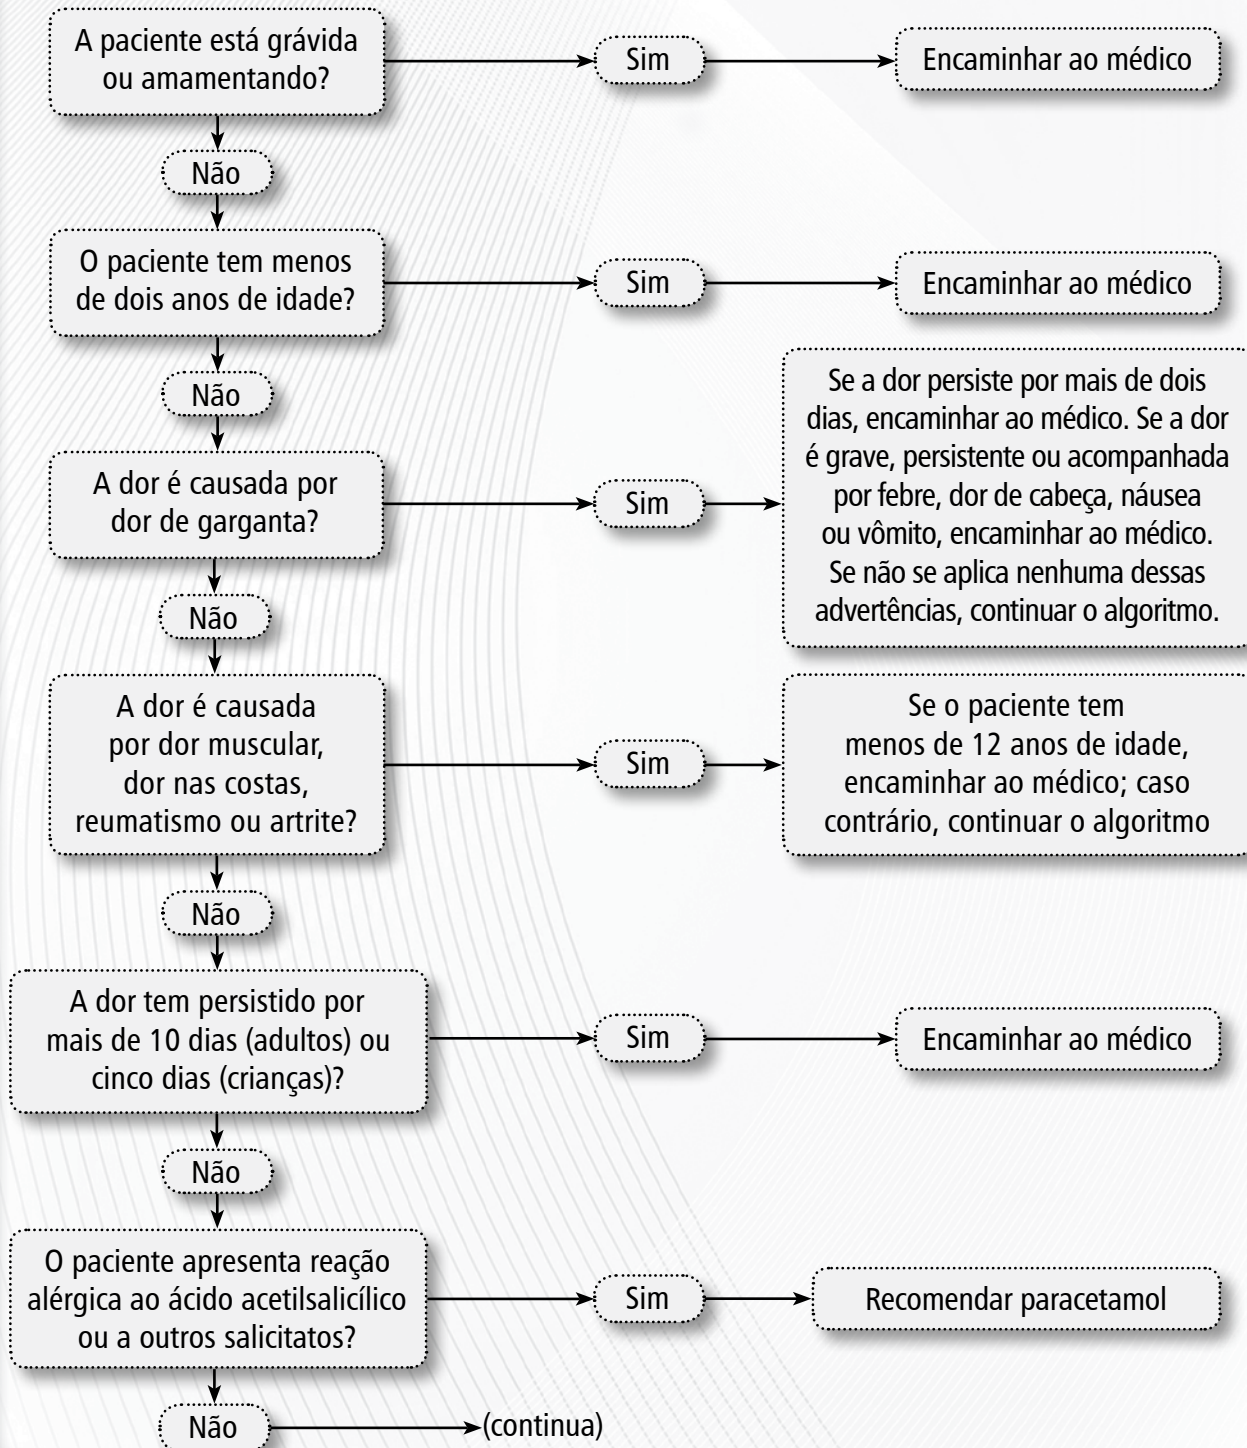 A paciente está grávida
ou amamentando?
Sim
Encaminhar ao médico
Não
O paciente tem menos
de dois anos de idade?
Sim
Encaminhar ao médico
Não
A dor é causada por
dor de garganta?
Sim
Se a dor persiste por mais de dois
dias, encaminhar ao médico. Se a dor
é grave, persistente ou acompanhada
por febre, dor de cabeça, náusea
ou vômito, encaminhar ao médico.
Se não se aplica nenhuma dessas
advertências, continuar o algoritmo.
Não
A dor é causada
por dor muscular,
dor nas costas,
reumatismo ou artrite?
Sim
Se o paciente tem
menos de 12 anos de idade,
encaminhar ao médico; caso
contrário, continuar o algoritmo
Não
A dor tem persistido por
mais de 10 dias (adultos) ou
cinco dias (crianças)?
Sim
Encaminhar ao médico
Não
O paciente apresenta reação
alérgica ao ácido acetilsalicílico
ou a outros salicitatos?
Sim
Recomendar paracetamol
Não
(continua)